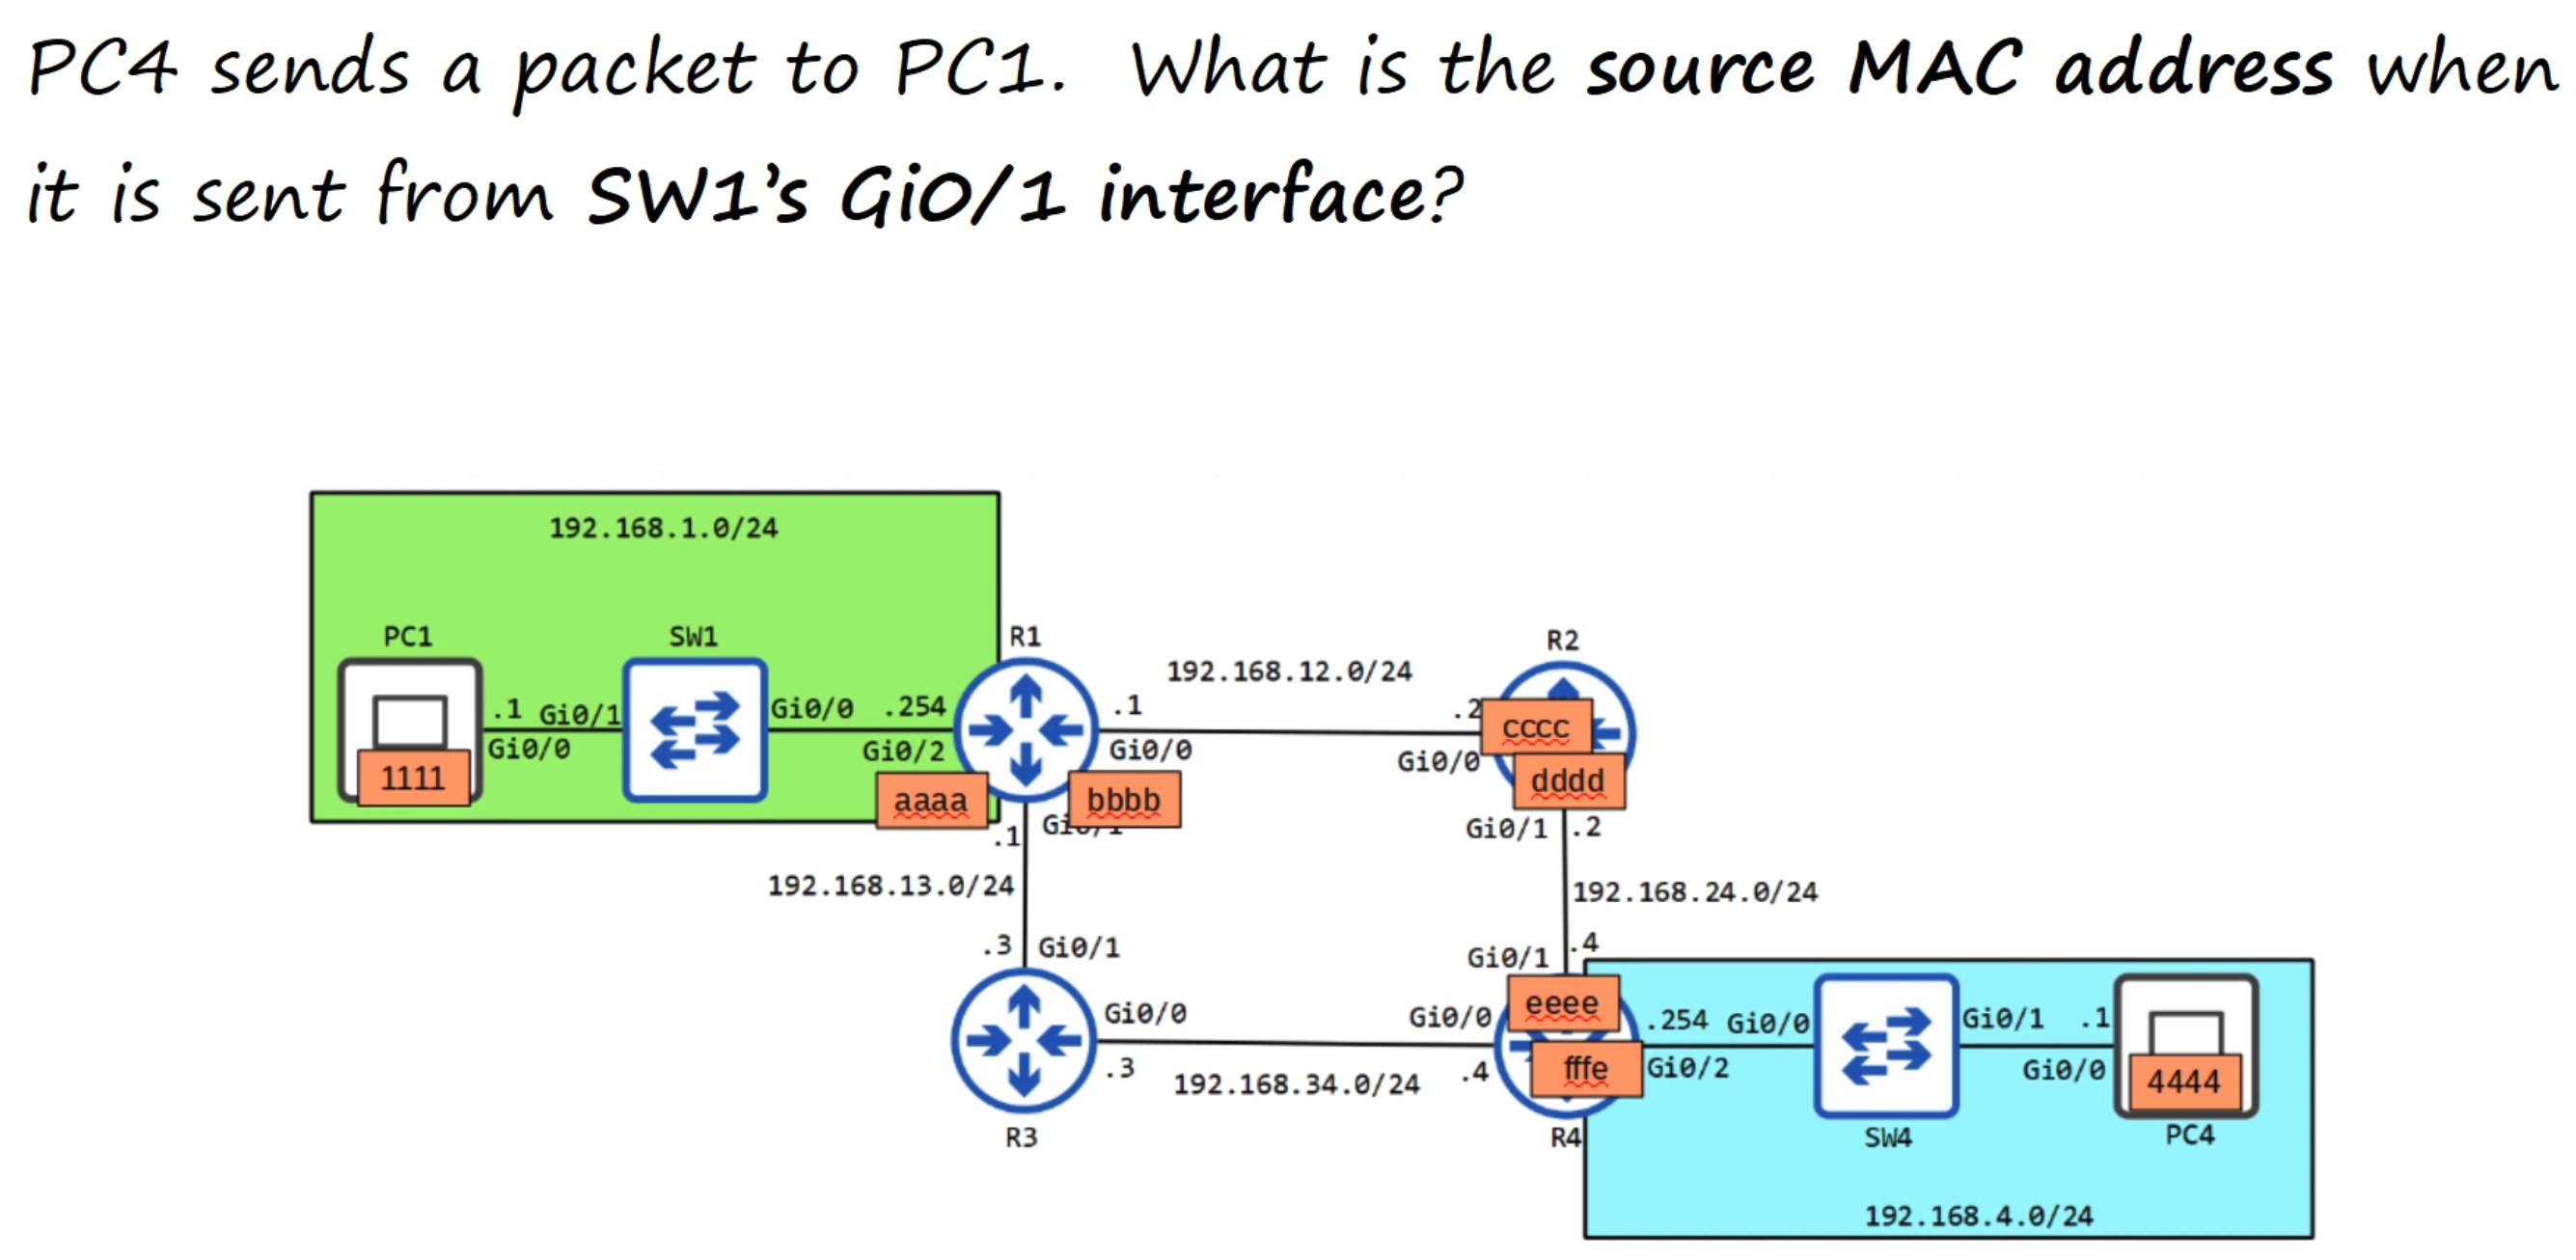 PC4 sends a packet to PC1. What is the source MAC address when
it is sent from SW1's Gi0/1 interface?
192.168.1.0/24
PC1
SW1
R1
R2
192.168.12.0/24
.1 Gi0/1
Gi0/0 .254
.1
.2
Gi0/0
Gi0/2
Gi0/0
Gi0/0
cccc
1111
aaaa
bbbb
dddd
.1
Gi0/1
.2
192.168.13.0/24
192.168.24.0/24
.3 Gi0/1
Gi0/1 .4
Gi0/0
Gi0/0
eeee
.254 Gi0/0
Gi0/1 .1
.3
192.168.34.0/24
.4
fffe
Gi0/2
Gi0/0
4444
R3
R4
SW4
PC4
192.168.4.0/24